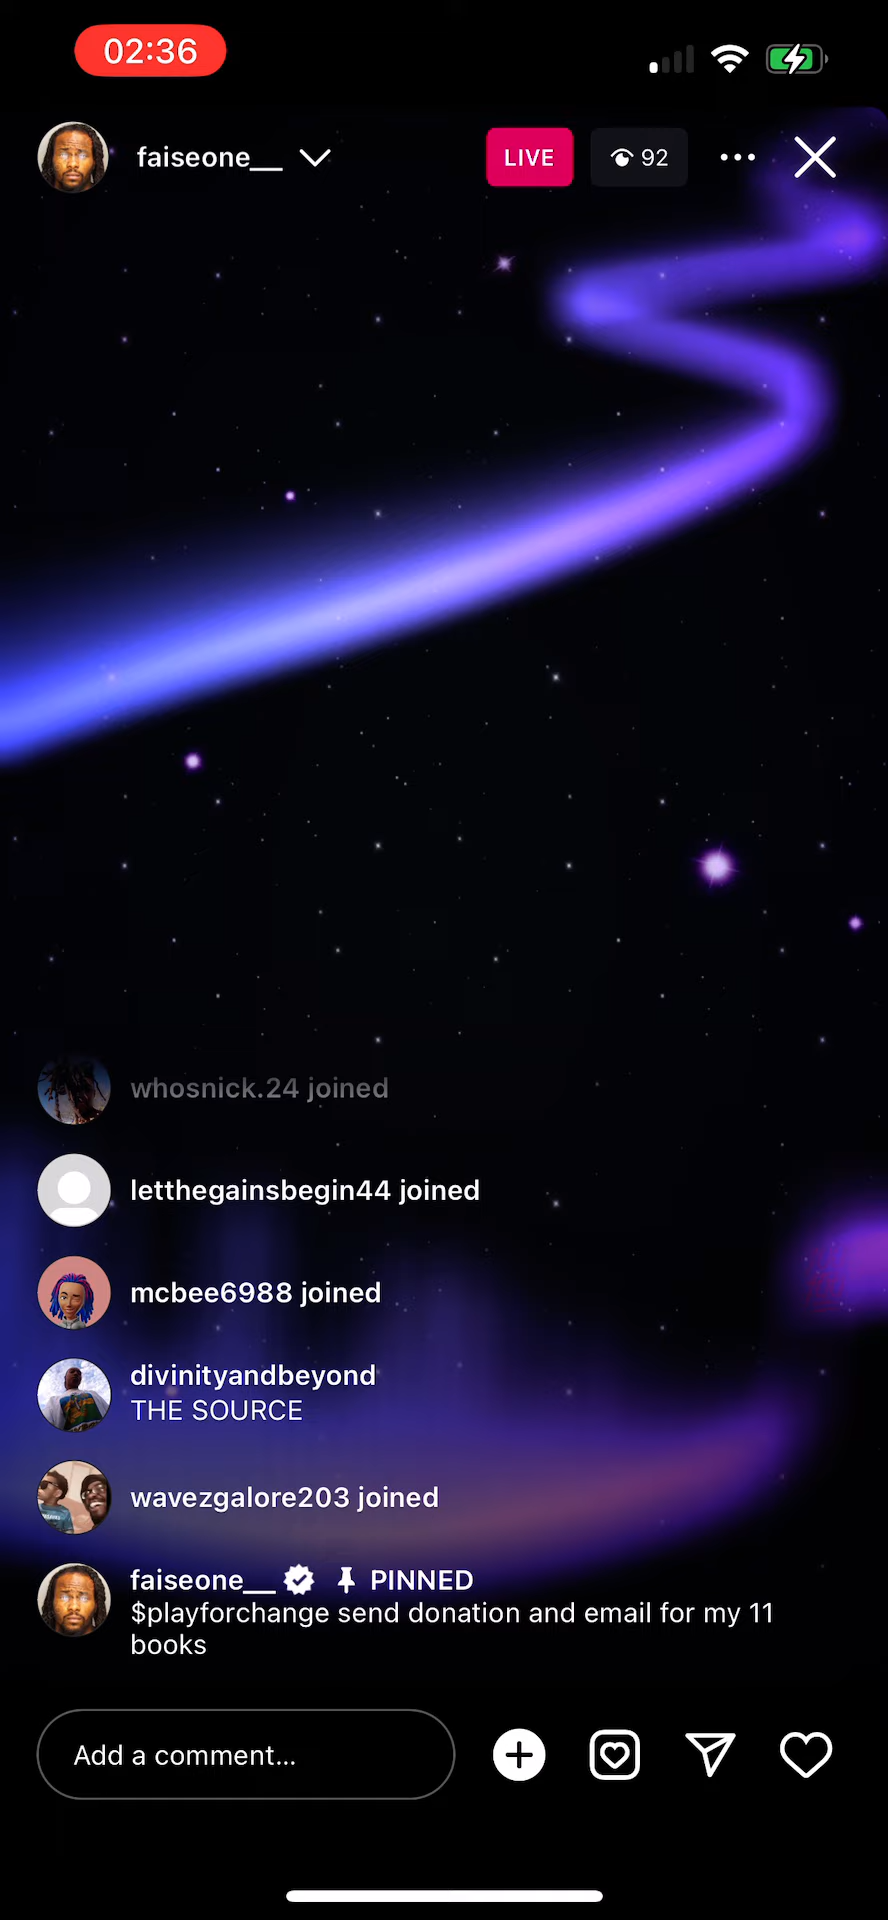 02:36
faiseone__
LIVE
92
whosnick.24 joined
letthegainsbegin44 joined
mcbee6988 joined
divinityandbeyond
THE SOURCE
wavezgalore203 joined
faiseone__ PINNED
$playforchange send donation and email for my 11
books
Add a comment...